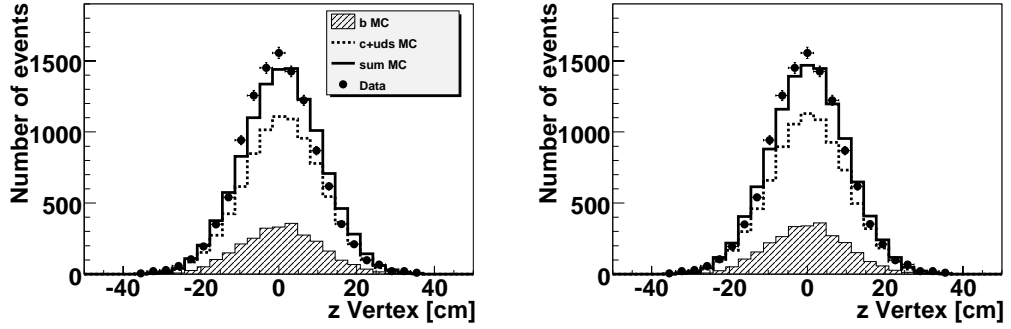 Number of events
1500
1000
500
0
b MC
c+uds MC
sum MC
Data
-40 -20 0 20 40
z Vertex [cm]
Number of events
1500
1000
500
0
-40 -20 0 20 40
z Vertex [cm]